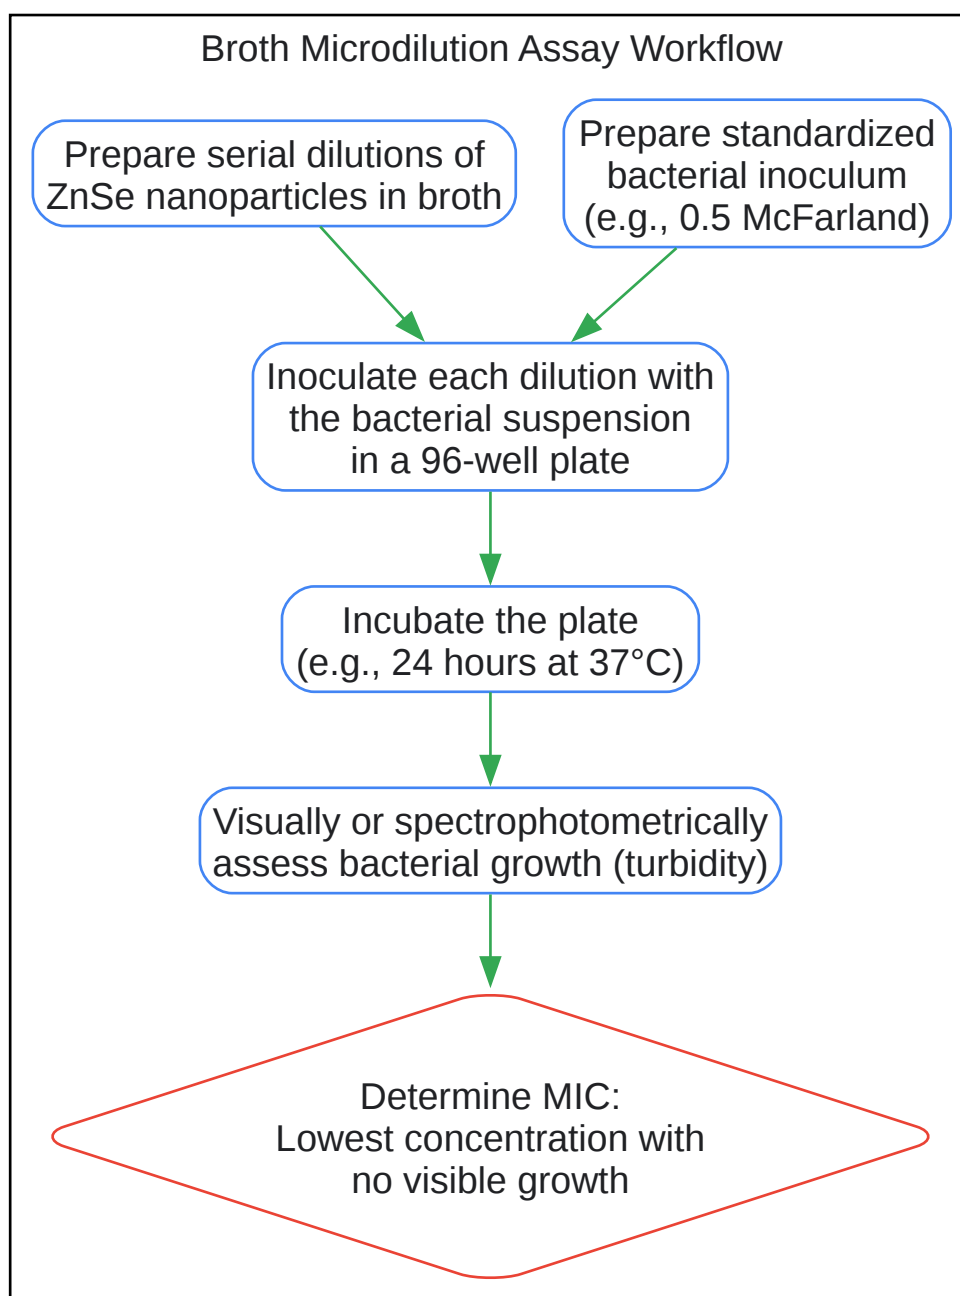 Broth Microdilution Assay Workflow
Prepare serial dilutions of
ZnSe nanoparticles in broth
Prepare standardized
bacterial inoculum
(e.g., 0.5 McFarland)
Inoculate each dilution with
the bacterial suspension
in a 96-well plate
Incubate the plate
(e.g., 24 hours at 37°C)
Visually or spectrophotometrically
assess bacterial growth (turbidity)
Determine MIC:
Lowest concentration with
no visible growth